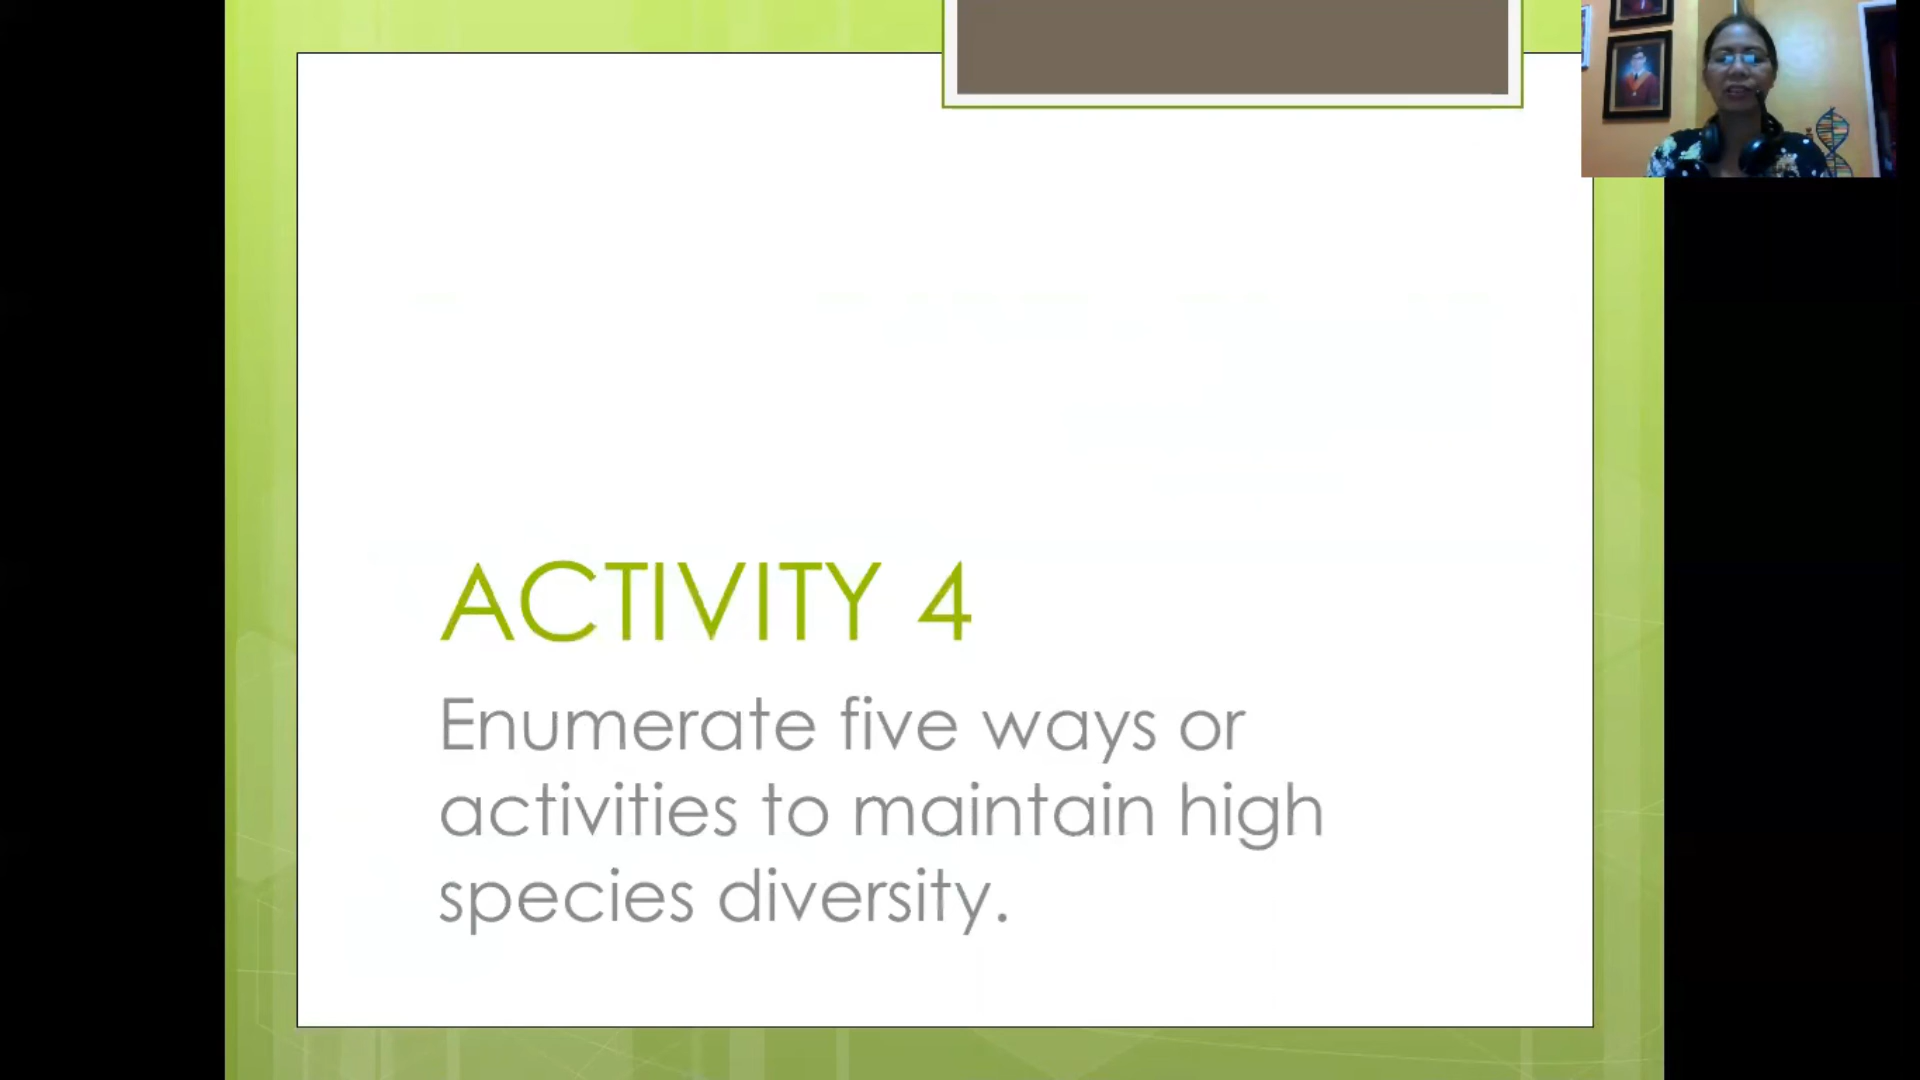 ACTIVITY 4
Enumerate five ways or
activities to maintain high
species diversity.